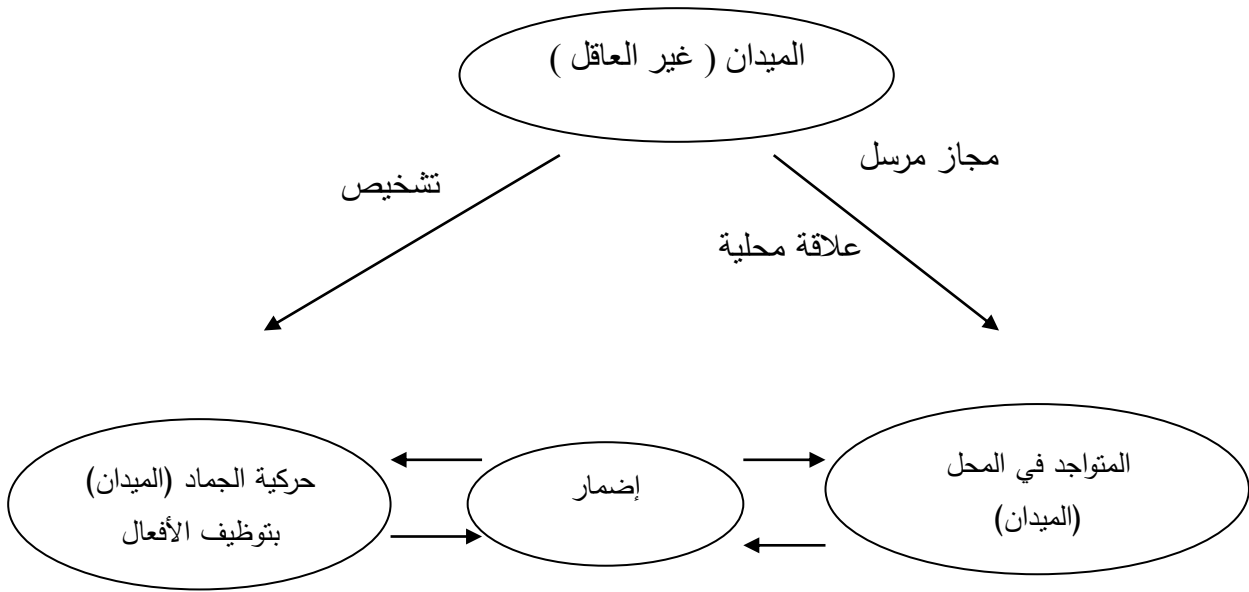 الميدان ( غير العاقل )
مجاز مرسل
تشخيص
علاقة محلية
المتواجد في المحل
(الميدان)
إضمار
حركية الجماد (الميدان)
بتوظيف الأفعال